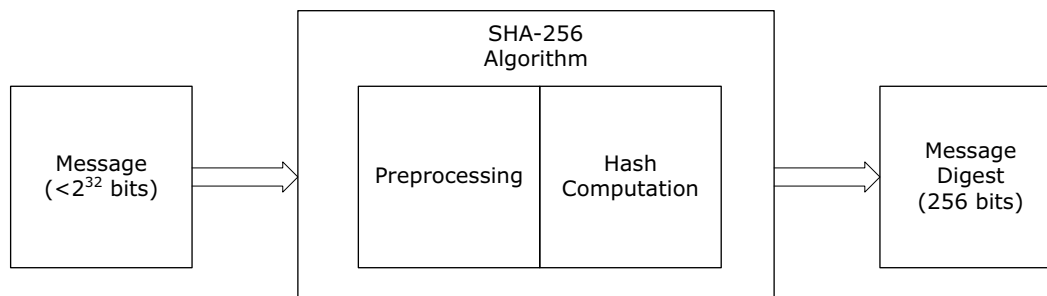 SHA-256
Algorithm
Message
(<2³² bits)
Preprocessing
Hash
Computation
Message
Digest
(256 bits)